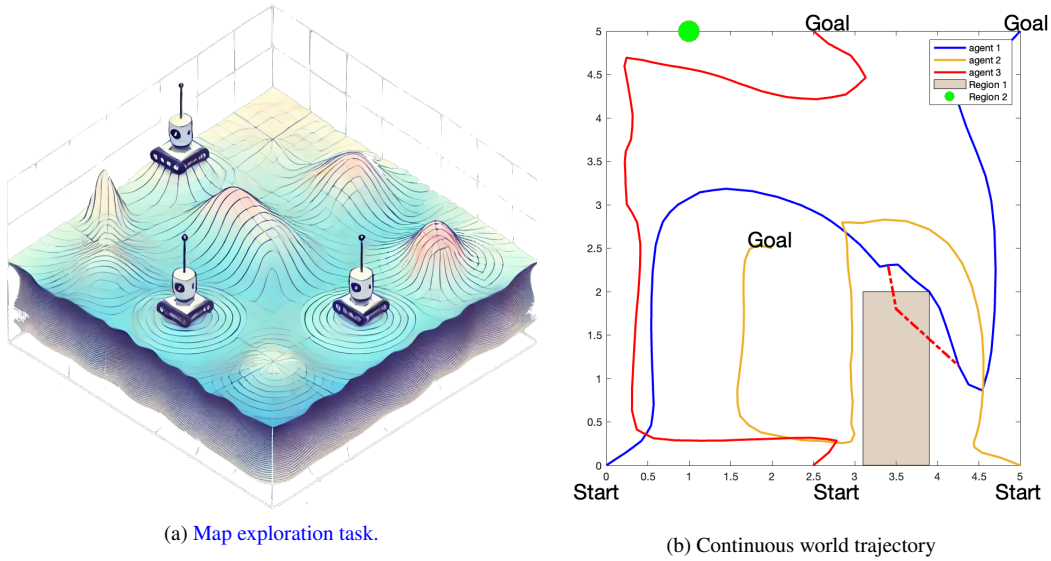 (a) Map exploration task.
Goal
Goal
5
4.5
4
3.5
3
2.5
2
1.5
1
0.5
0
agent 1
agent 2
agent 3
Region 1
Region 2
Goal
0 0.5 1 1.5 2 2.5 3 3.5 4 4.5 5
Start Start Start
(b) Continuous world trajectory